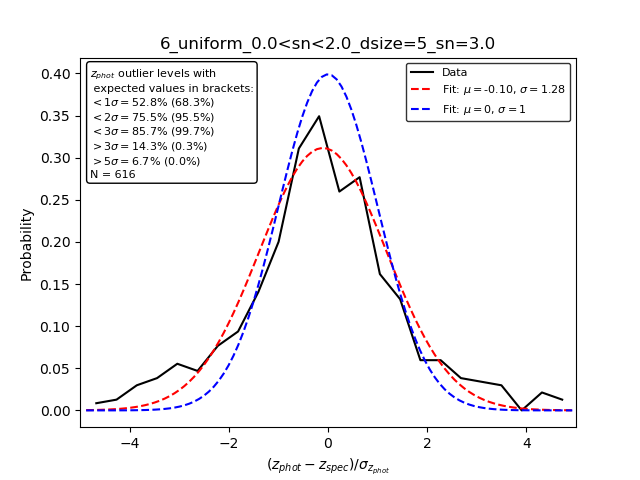 6_uniform_0.0<sn<2.0_dsize=5_sn=3.0
z_phot outlier levels with
expected values in brackets:
<1σ = 52.8% (68.3%)
<2σ = 75.5% (95.5%)
<3σ = 85.7% (99.7%)
>3σ = 14.3% (0.3%)
>5σ = 6.7% (0.0%)
N = 616
Data
Fit: μ = -0.10, σ = 1.28
Fit: μ = 0, σ = 1
0.40
0.35
0.30
0.25
0.20
0.15
0.10
0.05
0.00
Probability
−4
−2
0
2
4
(z_phot − z_spec)/σ_z_phot